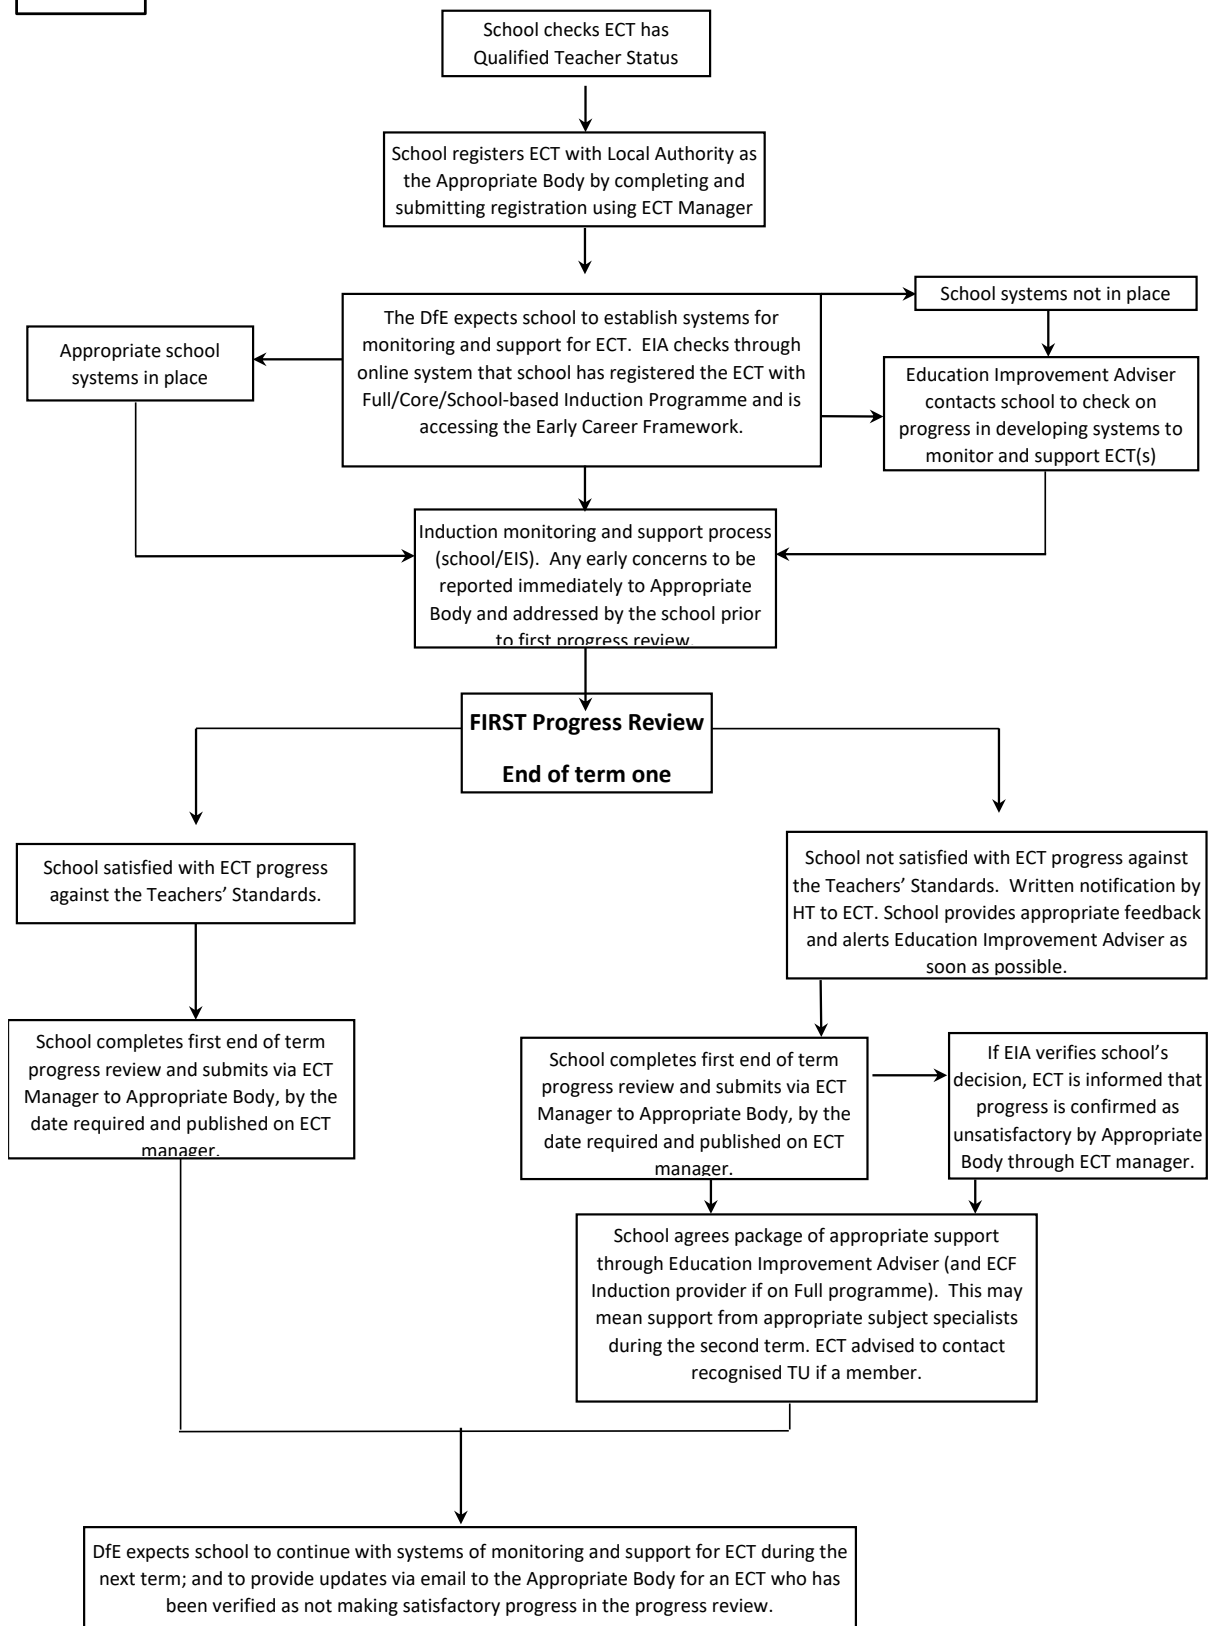 School checks ECT has
Qualified Teacher Status
School registers ECT with Local Authority as
the Appropriate Body by completing and
submitting registration using ECT Manager
School systems not in place
The DfE expects school to establish systems for
monitoring and support for ECT.  EIA checks through
online system that school has registered the ECT with
Full/Core/School-based Induction Programme and is
accessing the Early Career Framework.
Appropriate school
systems in place
Education Improvement Adviser
contacts school to check on
progress in developing systems to
monitor and support ECT(s)
Induction monitoring and support process
(school/EIS).  Any early concerns to be
reported immediately to Appropriate
Body and addressed by the school prior
to first progress review.
FIRST Progress Review
End of term one
School satisfied with ECT progress
against the Teachers’ Standards.
School not satisfied with ECT progress against
the Teachers’ Standards.  Written notification by
HT to ECT. School provides appropriate feedback
and alerts Education Improvement Adviser as
soon as possible.
School completes first end of term
progress review and submits via ECT
Manager to Appropriate Body, by the
date required and published on ECT
manager.
School completes first end of term
progress review and submits via ECT
Manager to Appropriate Body, by the
date required and published on ECT
manager.
If EIA verifies school’s
decision, ECT is informed that
progress is confirmed as
unsatisfactory by Appropriate
Body through ECT manager.
School agrees package of appropriate support
through Education Improvement Adviser (and ECF
Induction provider if on Full programme).  This may
mean support from appropriate subject specialists
during the second term. ECT advised to contact
recognised TU if a member.
DfE expects school to continue with systems of monitoring and support for ECT during the
next term; and to provide updates via email to the Appropriate Body for an ECT who has
been verified as not making satisfactory progress in the progress review.